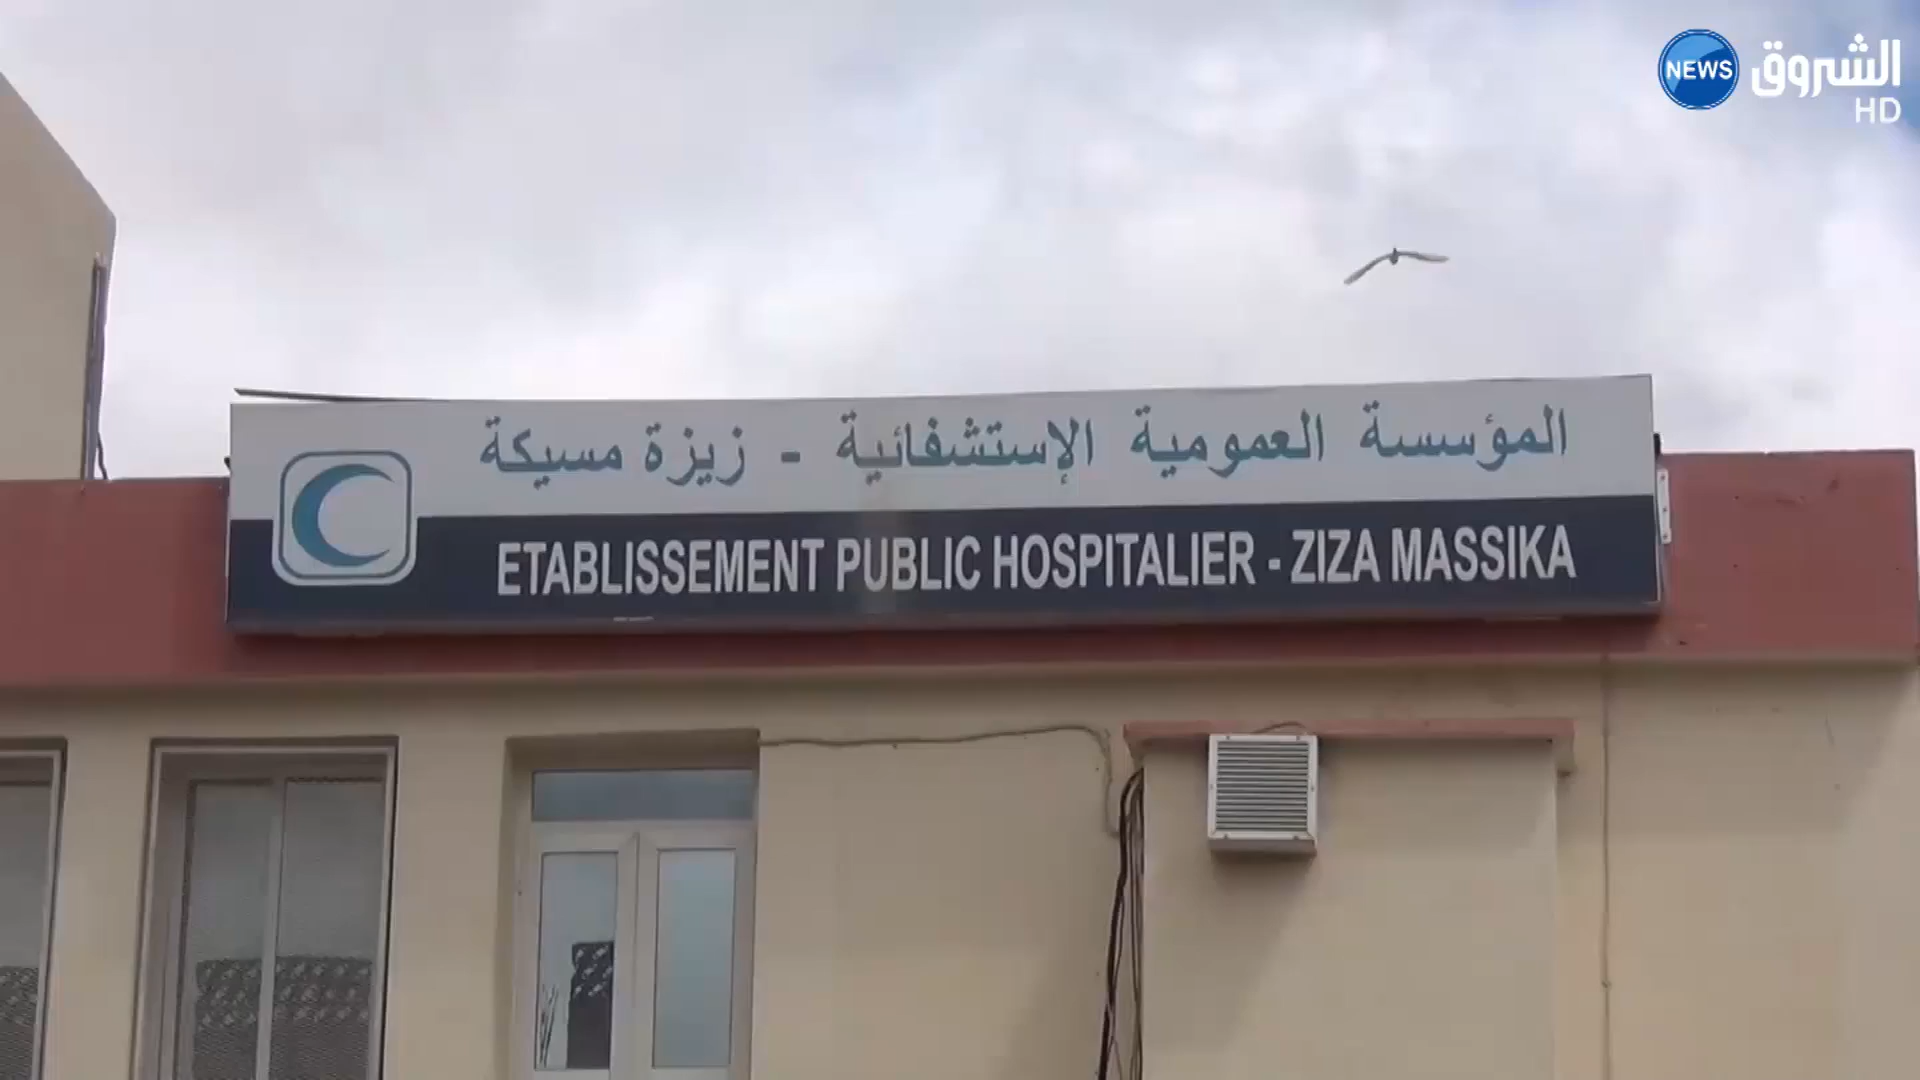 NEWS الشروق
HD
المؤسسة العمومية الإستشفائية - زيزة مسيكة
ETABLISSEMENT PUBLIC HOSPITALIER - ZIZA MASSIKA